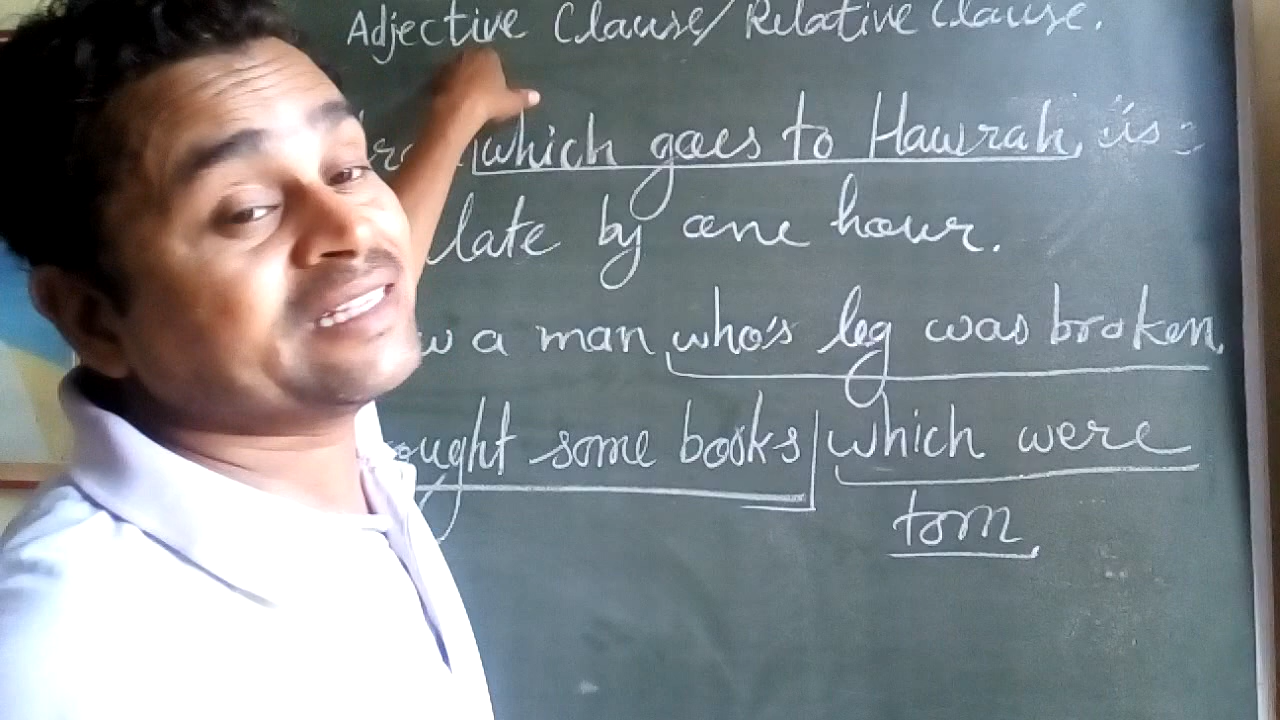 Adjective Clause/ Relative Clause.
which goes to Hawrah, is
late by one hour.
a man who's leg was broken.
ought some books which were
torn.